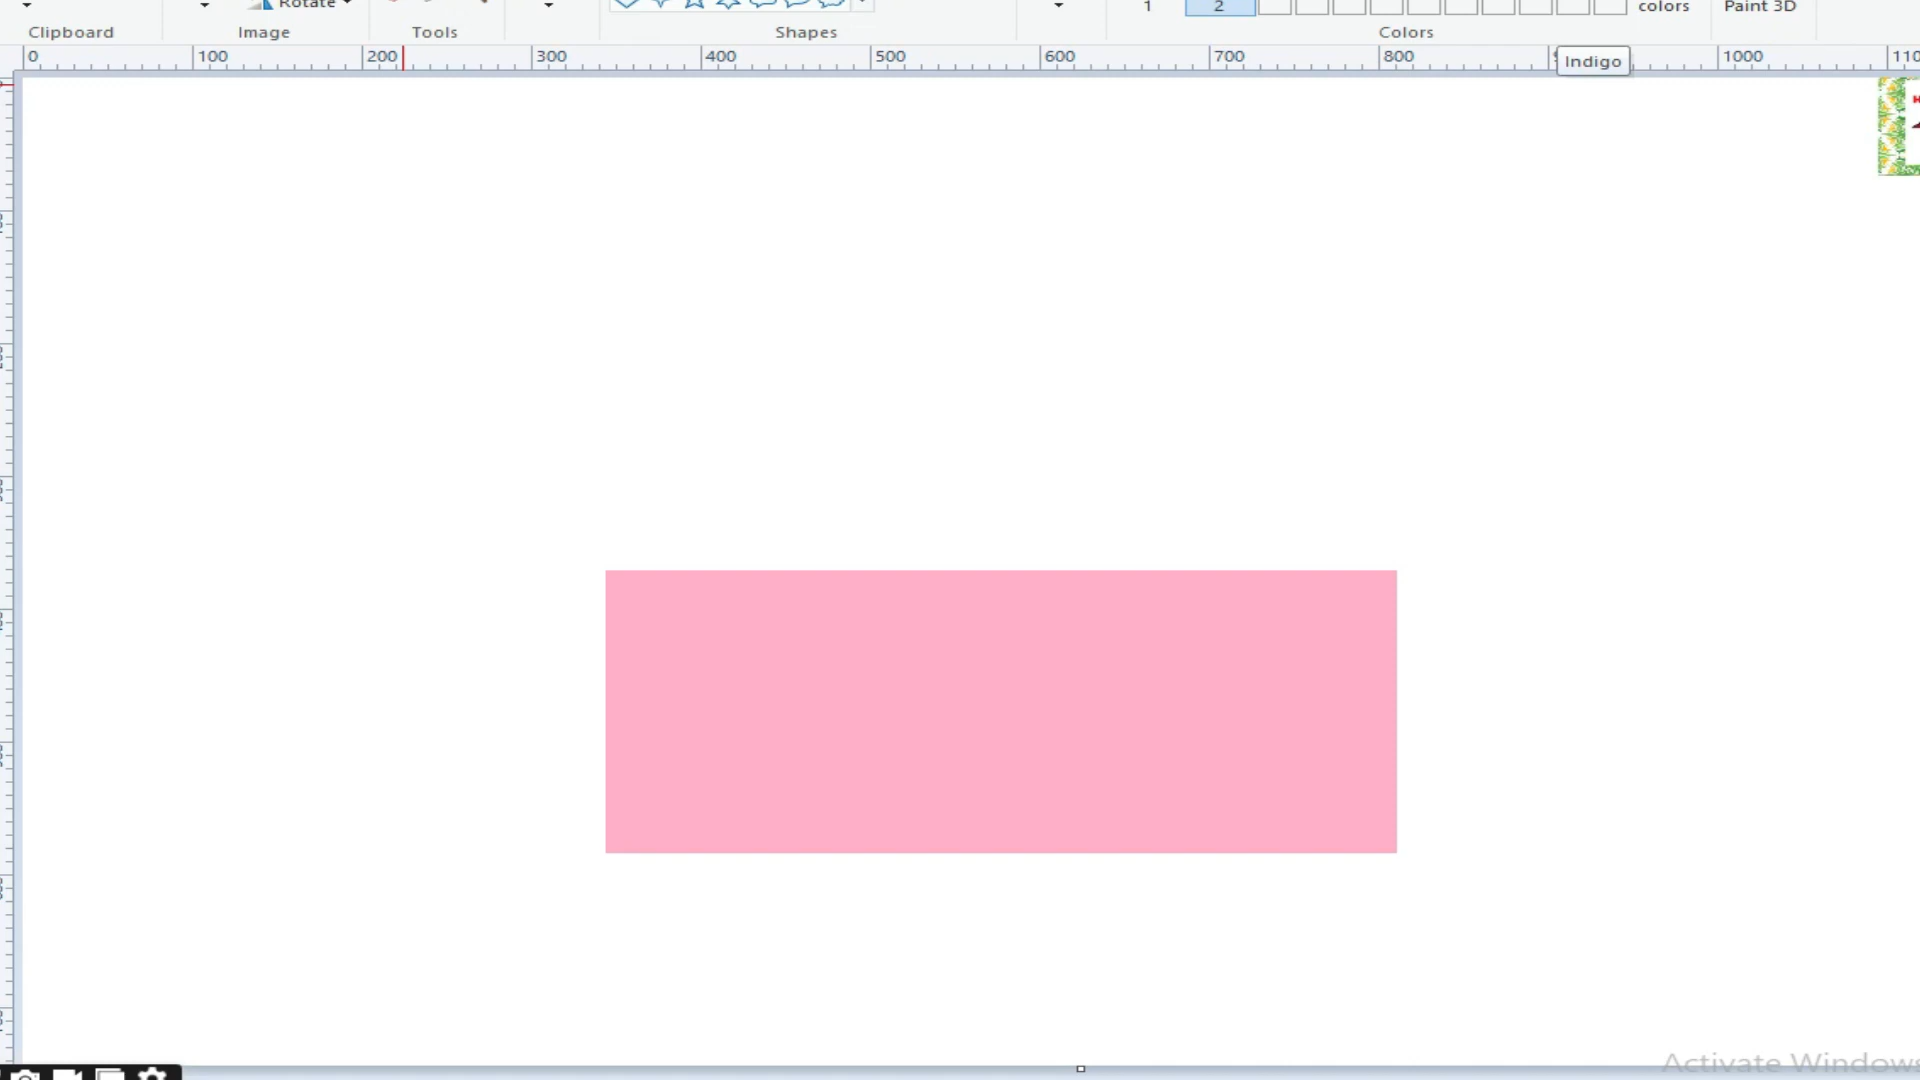 Rotate
1
2
colors
Paint 3D
Clipboard
Image
Tools
Shapes
Colors
0
100
200
300
400
500
600
700
800
1000
Indigo
Activate Windows